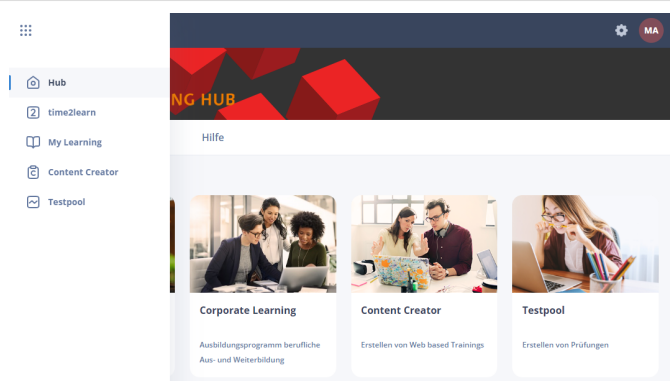 MA
NG HUB
Hub
time2learn
My Learning
Content Creator
Testpool
Hilfe
Corporate Learning
Ausbildungsprogramm berufliche
Aus- und Weiterbildung
Content Creator
Erstellen von Web based Trainings
Testpool
Erstellen von Prüfungen